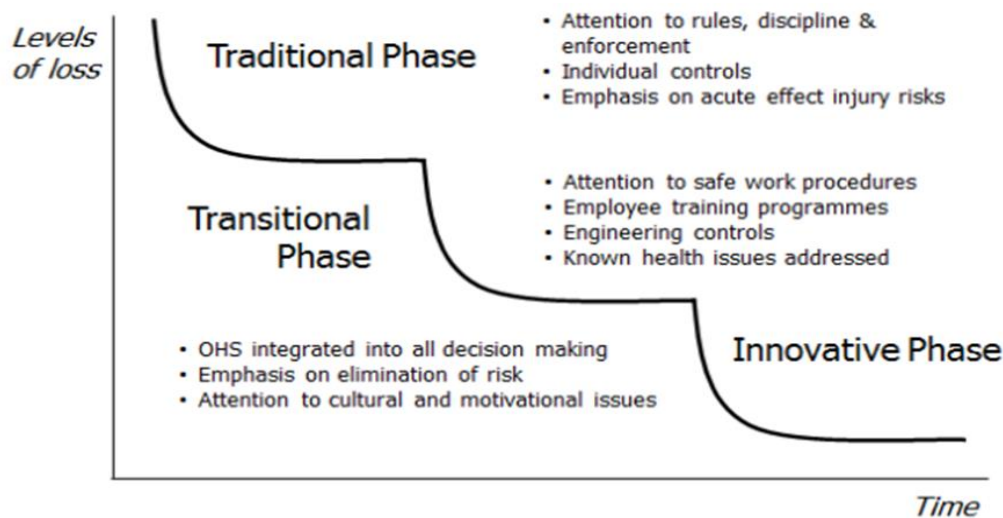 Levels
of loss
Traditional Phase
• Attention to rules, discipline &
enforcement
• Individual controls
• Emphasis on acute effect injury risks
Transitional
Phase
• Attention to safe work procedures
• Employee training programmes
• Engineering controls
• Known health issues addressed
• OHS integrated into all decision making
• Emphasis on elimination of risk
• Attention to cultural and motivational issues
Innovative Phase
Time